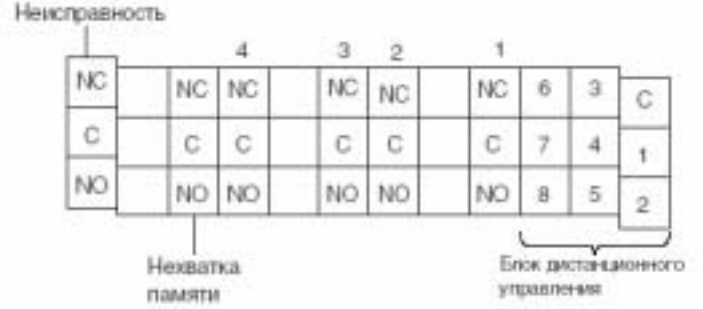 Неисправность
4 3 2 1
NC NC NC NC NC NC 6 3 C
C C C C C C 7 4 1
NO NO NO NO NO NO 8 5 2
Нехватка
памяти
Блок дистанционного
управления